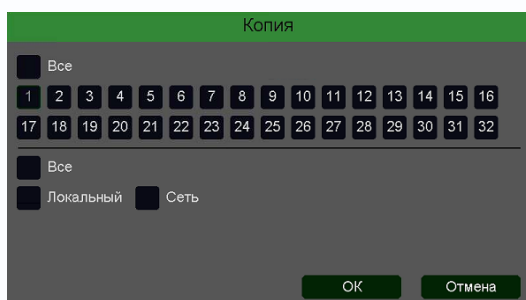 Копия
Все
1 2 3 4 5 6 7 8 9 10 11 12 13 14 15 16
17 18 19 20 21 22 23 24 25 26 27 28 29 30 31 32
Все
Локальный Сеть
ОК Отмена